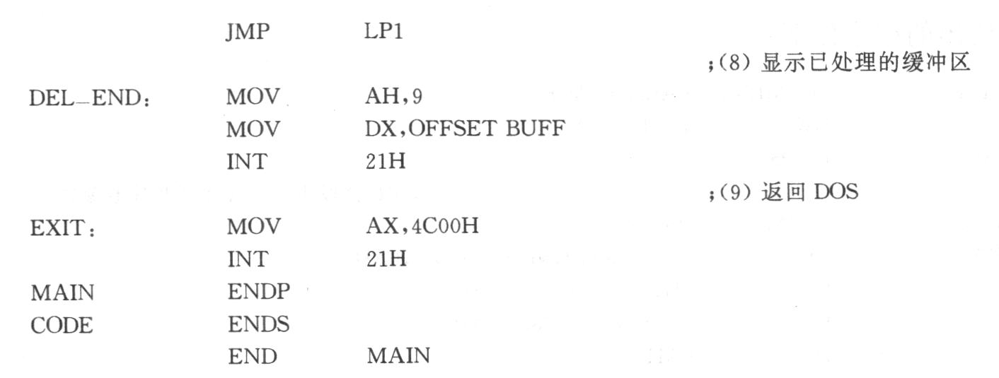 JMP LP1
;(8) 显示已处理的缓冲区
DEL_END: MOV AH,9
MOV DX,OFFSET BUFF
INT 21H
;(9) 返回 DOS
EXIT: MOV AX,4C00H
INT 21H
MAIN ENDP
CODE ENDS
END MAIN